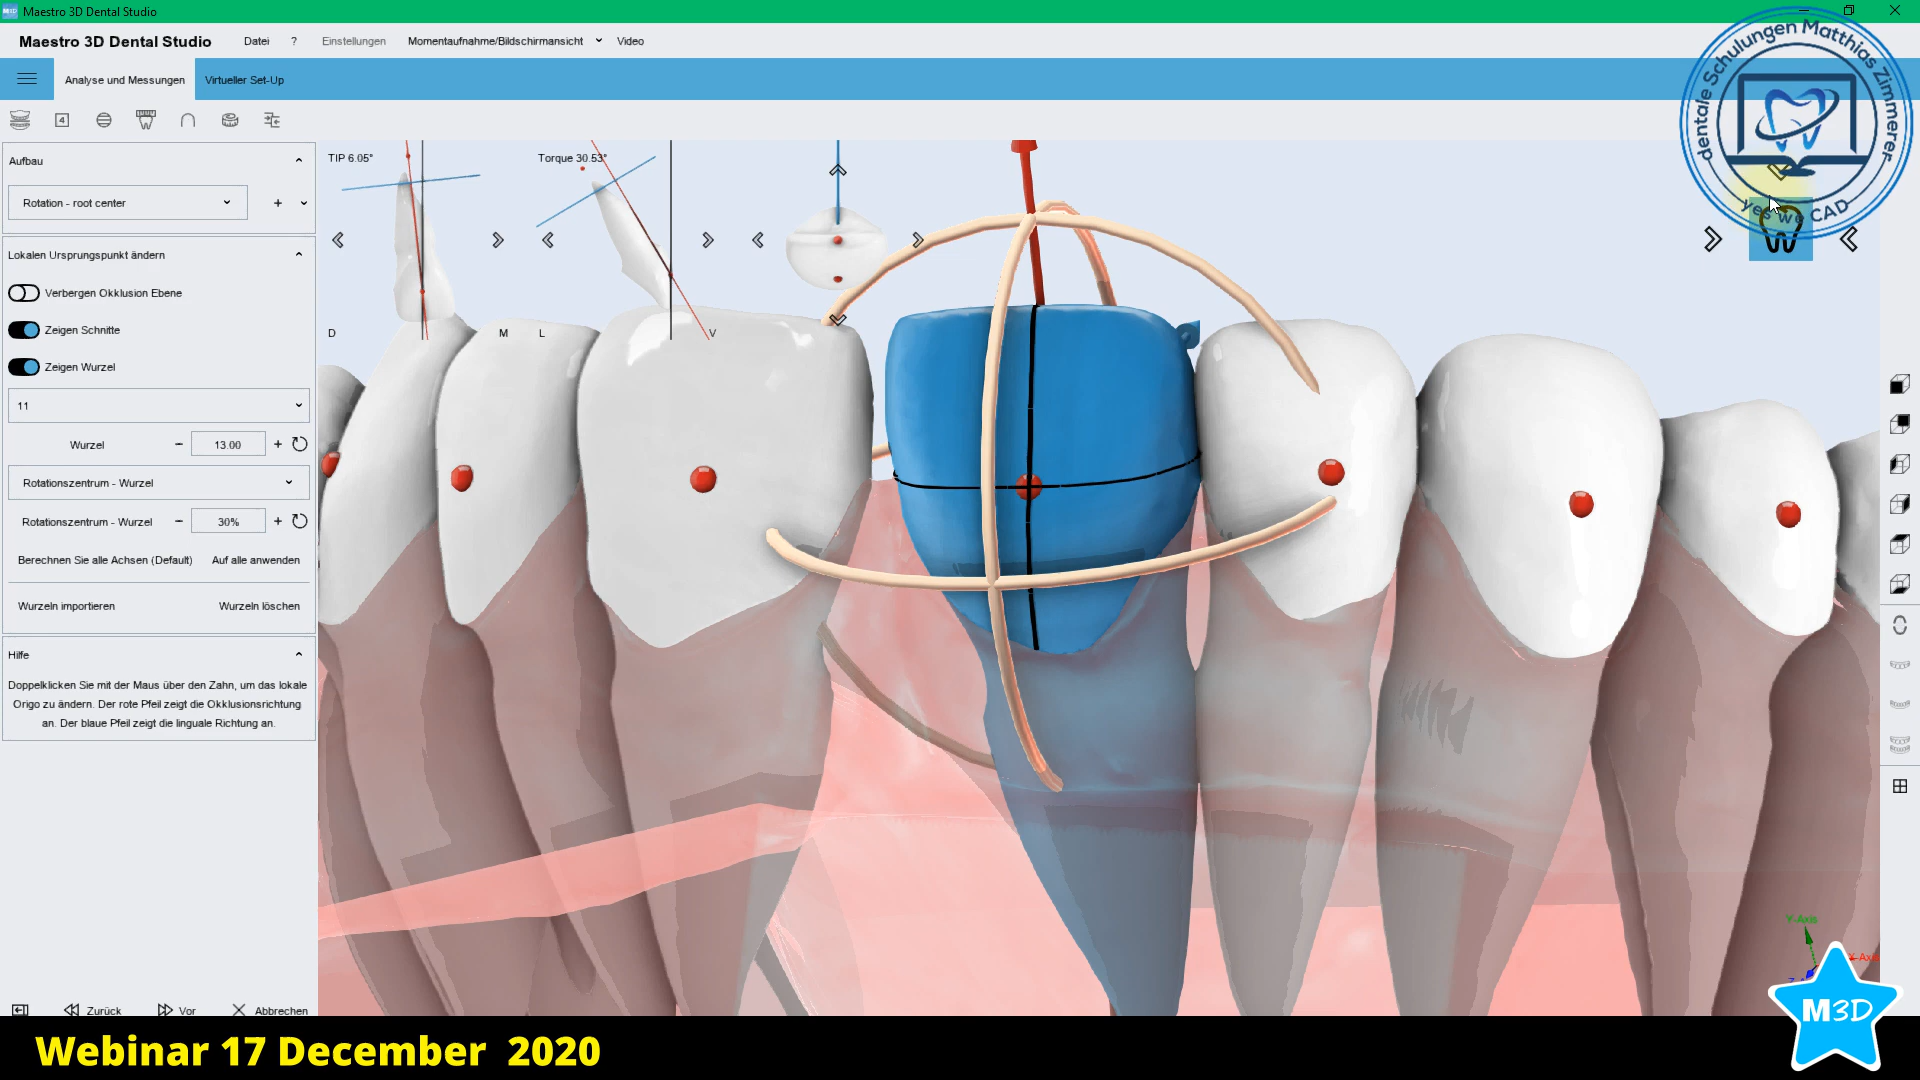 Maestro 3D Dental Studio
Maestro 3D Dental Studio
Datei
?
Einstellungen
Momentaufnahme/Bildschirmansicht
Video
Analyse und Messungen
Virtueller Set-Up
4
Aufbau
Rotation - root center
+
Lokalen Ursprungspunkt ändern
Verbergen Okklusion Ebene
Zeigen Schnitte
Zeigen Wurzel
11
Wurzel
-
13.00
+
Rotationszentrum - Wurzel
Rotationszentrum - Wurzel
-
30%
+
Berechnen Sie alle Achsen (Default)
Auf alle anwenden
Wurzeln importieren
Wurzeln löschen
Hilfe
Doppelklicken Sie mit der Maus über den Zahn, um das lokale
Origo zu ändern. Der rote Pfeil zeigt die Okklusionsrichtung
an. Der blaue Pfeil zeigt die linguale Richtung an.
Zurück
Vor
Abbrechen
TIP 6.05°
Torque 30.53°
D
M
L
V
dentale Schulungen Matthias Zimmerer
yes we CAD
Y-Axis
M3D
Webinar 17 December 2020